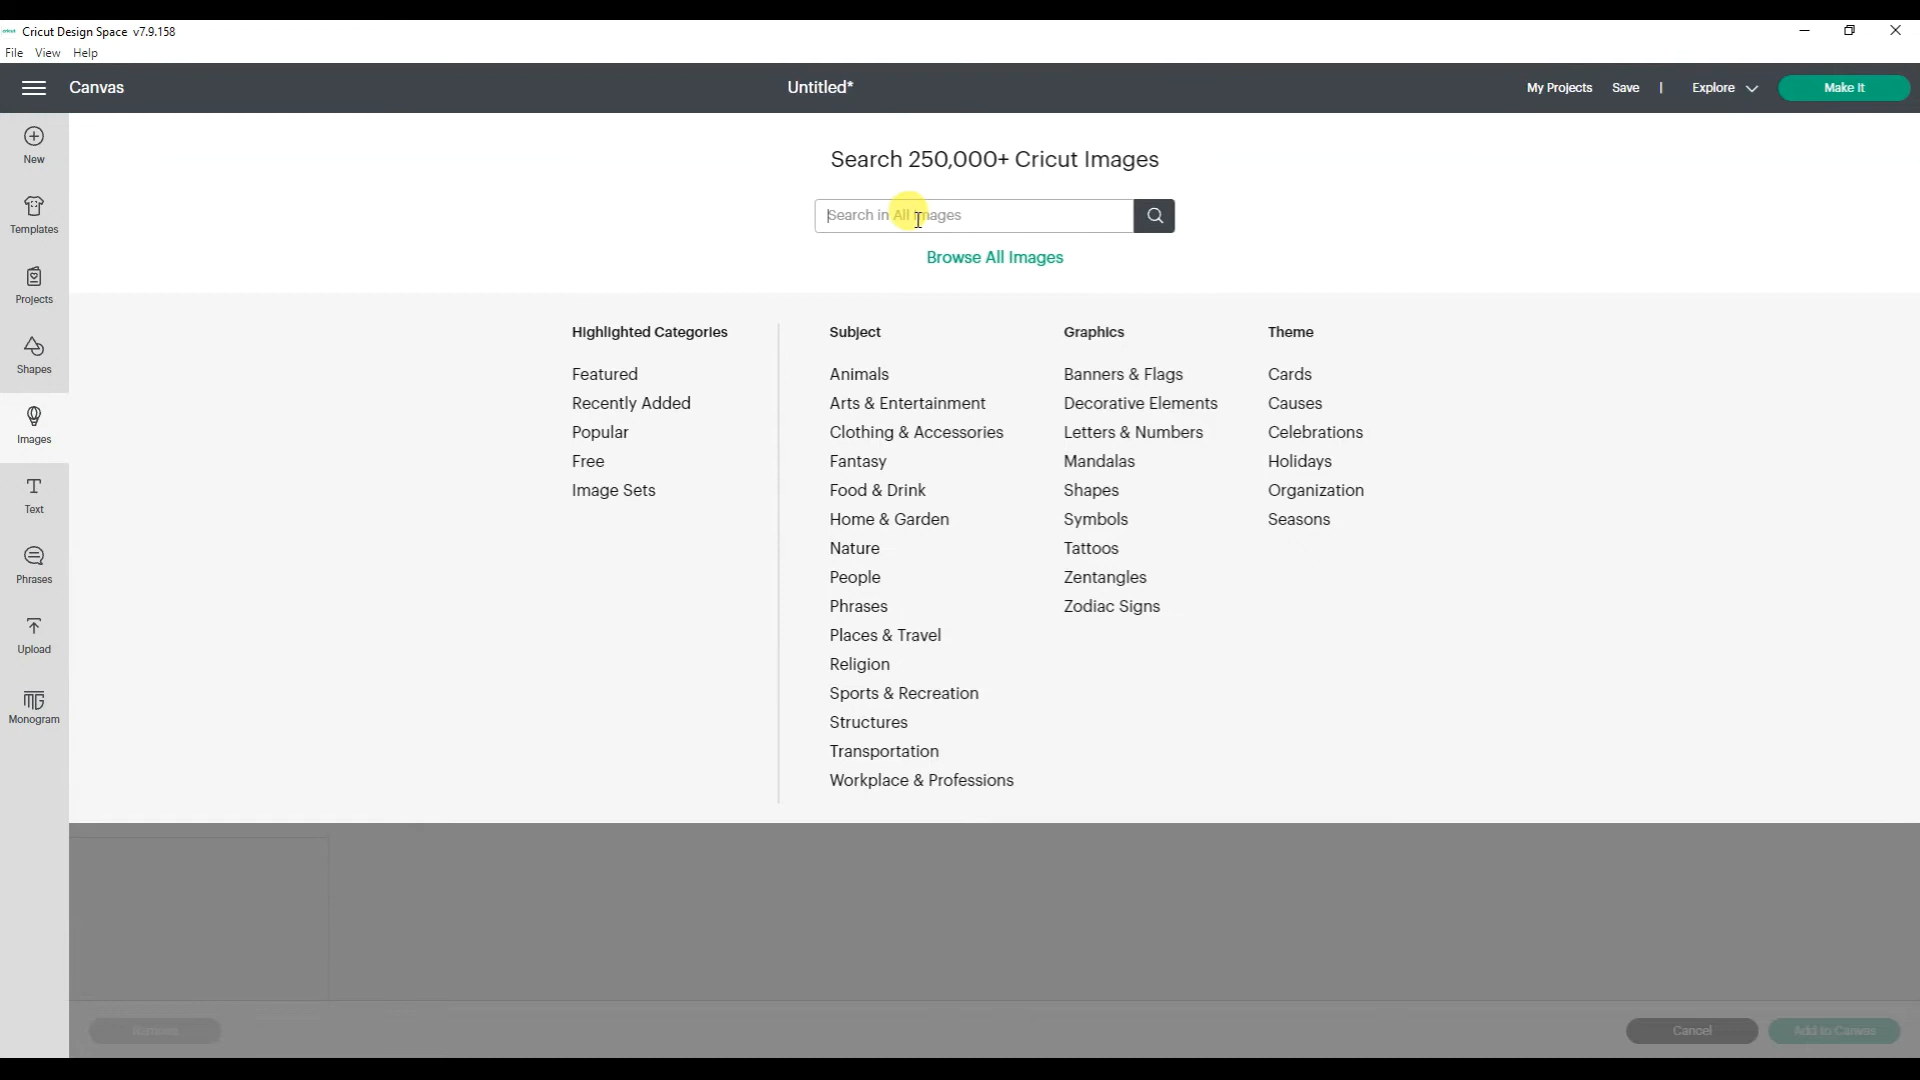 cricut Cricut Design Space v7.9.158
File View Help
Canvas Untitled* My Projects Save | Explore Make It
New
Templates
Projects
Shapes
Images
Text
Phrases
Upload
Monogram
Search 250,000+ Cricut Images
Search in All Images
Browse All Images
Highlighted Categories
Featured
Recently Added
Popular
Free
Image Sets
Subject
Animals
Arts & Entertainment
Clothing & Accessories
Fantasy
Food & Drink
Home & Garden
Nature
People
Phrases
Places & Travel
Religion
Sports & Recreation
Structures
Transportation
Workplace & Professions
Graphics
Banners & Flags
Decorative Elements
Letters & Numbers
Mandalas
Shapes
Symbols
Tattoos
Zentangles
Zodiac Signs
Theme
Cards
Causes
Celebrations
Holidays
Organization
Seasons
Cancel Add to Canvas